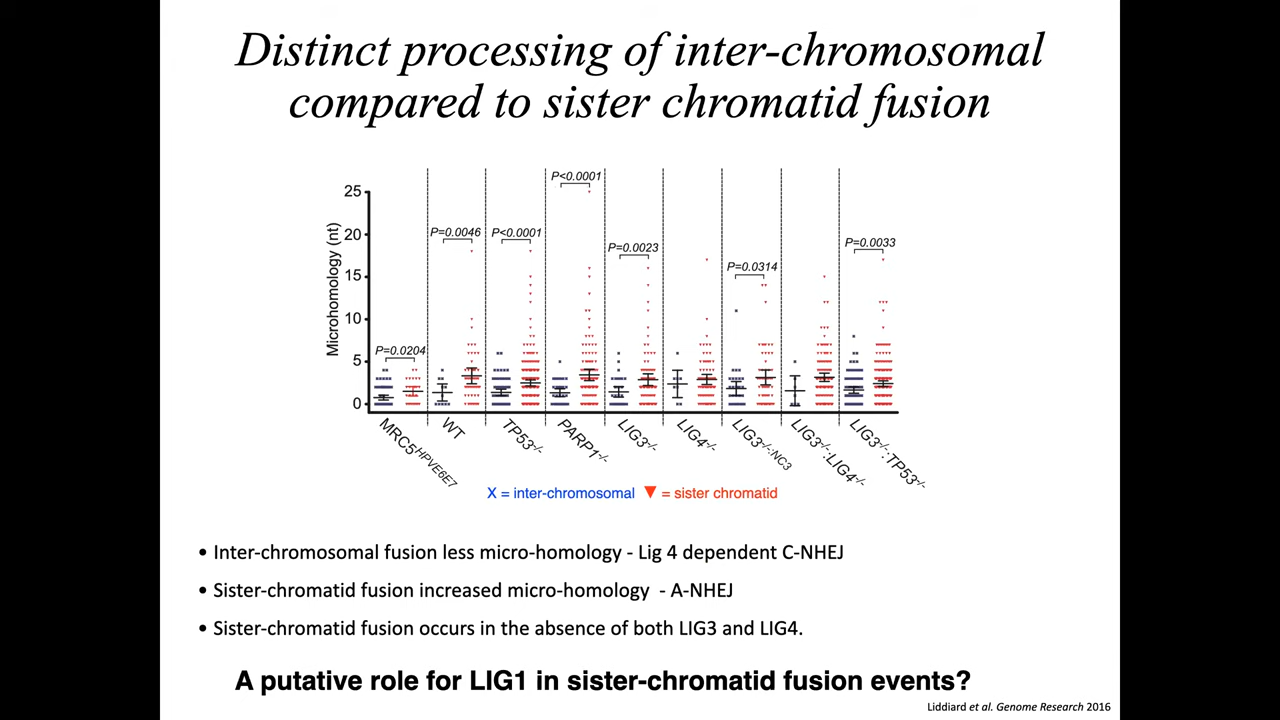 Distinct processing of inter-chromosomal
compared to sister chromatid fusion
Microhomology (nt)
25
20
15
10
5
0
P=0.0204
P=0.0046
P<0.0001
P<0.0001
P=0.0023
P=0.0314
P=0.0033
MRC5HPVE6E7
WT
TP53-/-
PARP1-/-
LIG3-/-
LIG4-/-
LIG3-/-:NC3
LIG3-/-:LIG4-/-
LIG3-/-:TP53-/-
X = inter-chromosomal ▼ = sister chromatid
• Inter-chromosomal fusion less micro-homology - Lig 4 dependent C-NHEJ
• Sister-chromatid fusion increased micro-homology - A-NHEJ
• Sister-chromatid fusion occurs in the absence of both LIG3 and LIG4.
A putative role for LIG1 in sister-chromatid fusion events?
Liddiard et al. Genome Research 2016